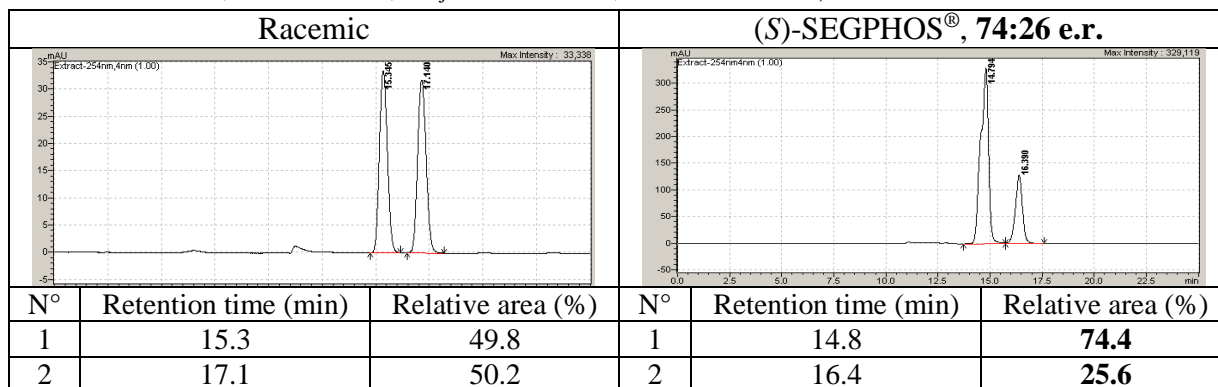 Racemic
(S)-SEGPHOS®, 74:26 e.r.
mAU
Max Intensity : 33,338
Extract-254nm,4nm (1.00)
35
30
25
20
15
10
5
0
-5
15.345
17.140
mAU
Max Intensity : 329,119
Extract-254nm4nm (1.00)
300
250
200
150
100
50
0
-50
14.794
16.390
0.0 2.5 5.0 7.5 10.0 12.5 15.0 17.5 20.0 22.5 min
N° Retention time (min) Relative area (%) N° Retention time (min) Relative area (%)
1 15.3 49.8 1 14.8 74.4
2 17.1 50.2 2 16.4 25.6